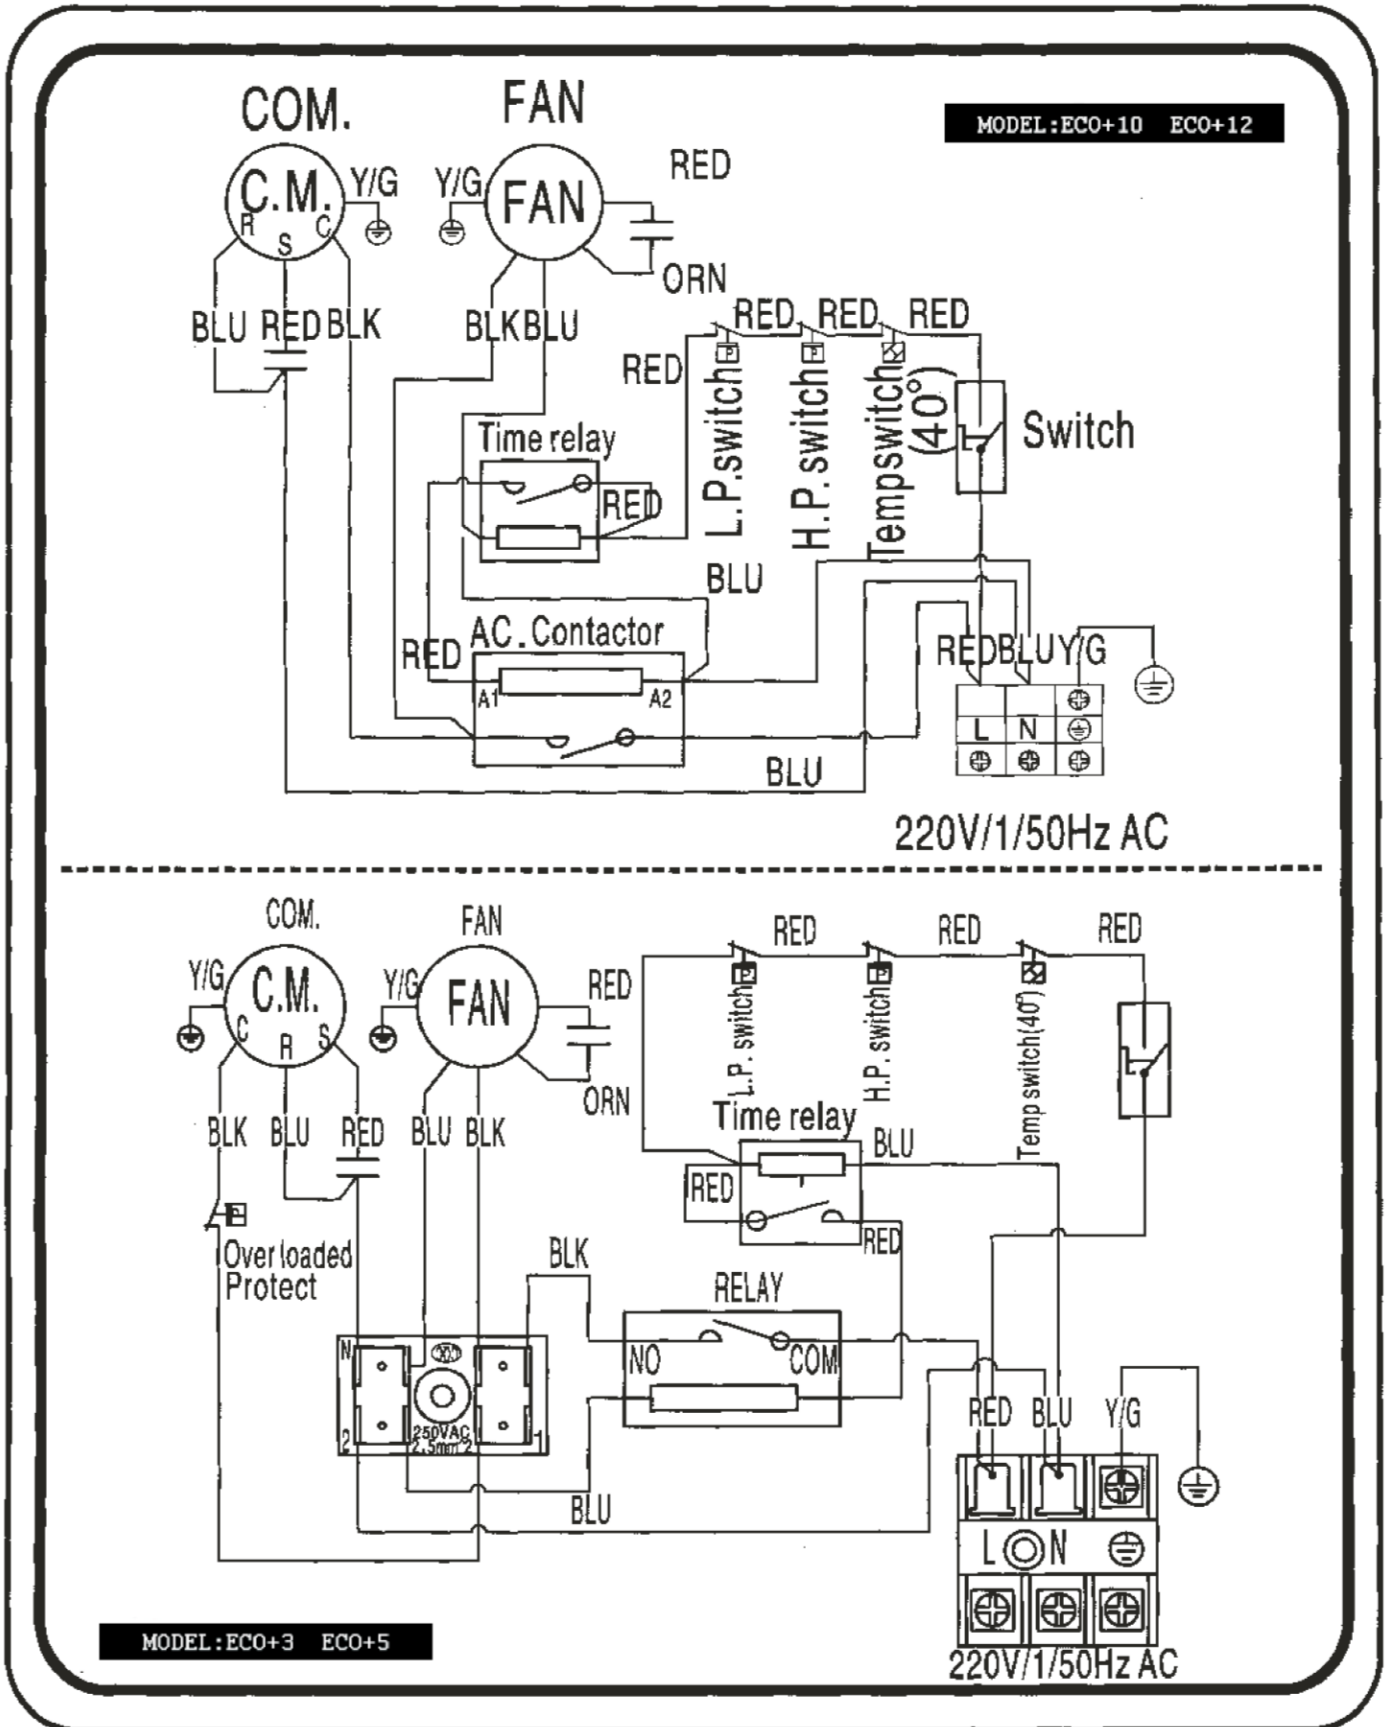 COM.
FAN
MODEL:ECO+10 ECO+12
C.M.
R
S
C
Y/G
Y/G
FAN
RED
ORN
BLU RED BLK
BLK BLU
RED
RED
RED
RED
L.P.switch
H.P.switch
Tempswitch
(40°)
Switch
Time relay
RED
BLU
AC.Contactor
RED
A1
A2
RED BLU Y/G
L N
BLU
220V/1/50Hz AC
COM.
FAN
RED
RED
RED
Y/G
C.M.
C
R
S
Y/G
FAN
RED
ORN
L.P. switch
H.P. switch
Temp switch(40°)
BLK BLU RED
BLU BLK
Time relay
BLU
RED
RED
Over loaded
Protect
BLK
RELAY
NO
COM
N
2
250VAC
2.5mm 2
1
BLU
RED BLU Y/G
L N
MODEL:ECO+3 ECO+5
220V/1/50Hz AC